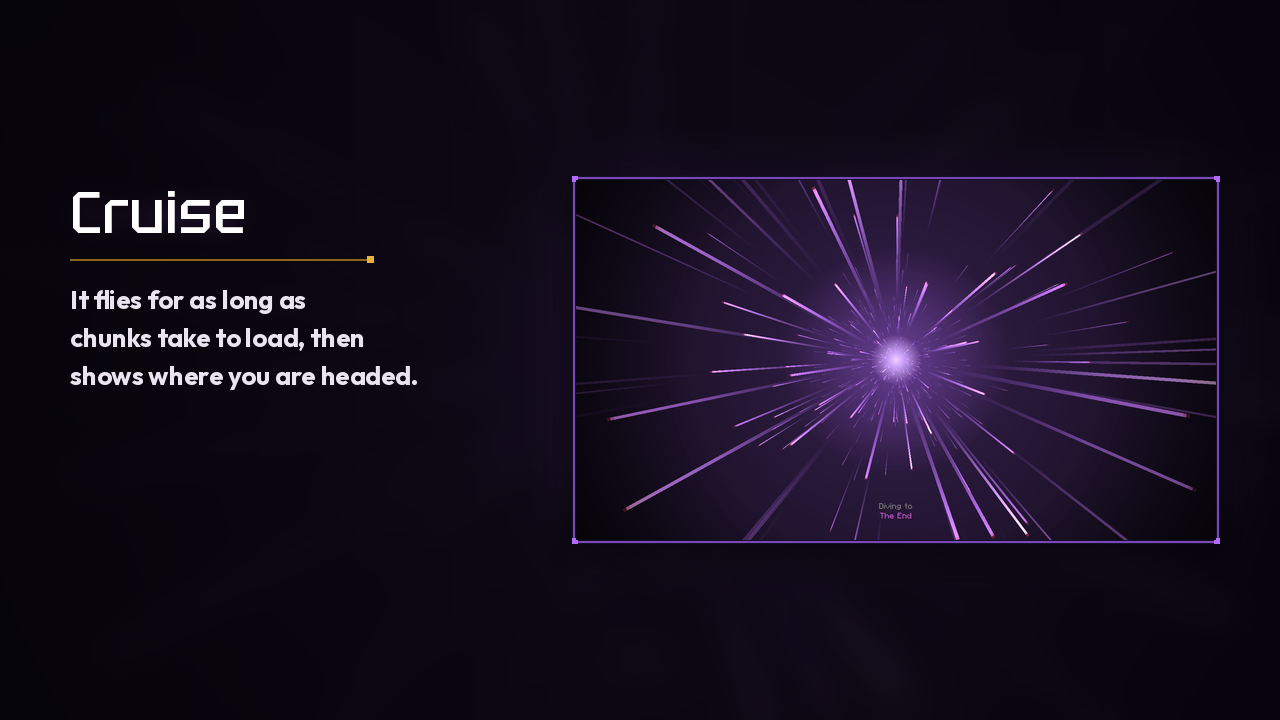 Cruise
It flies for as long as
chunks take to load, then
shows where you are headed.
Diving to
The End